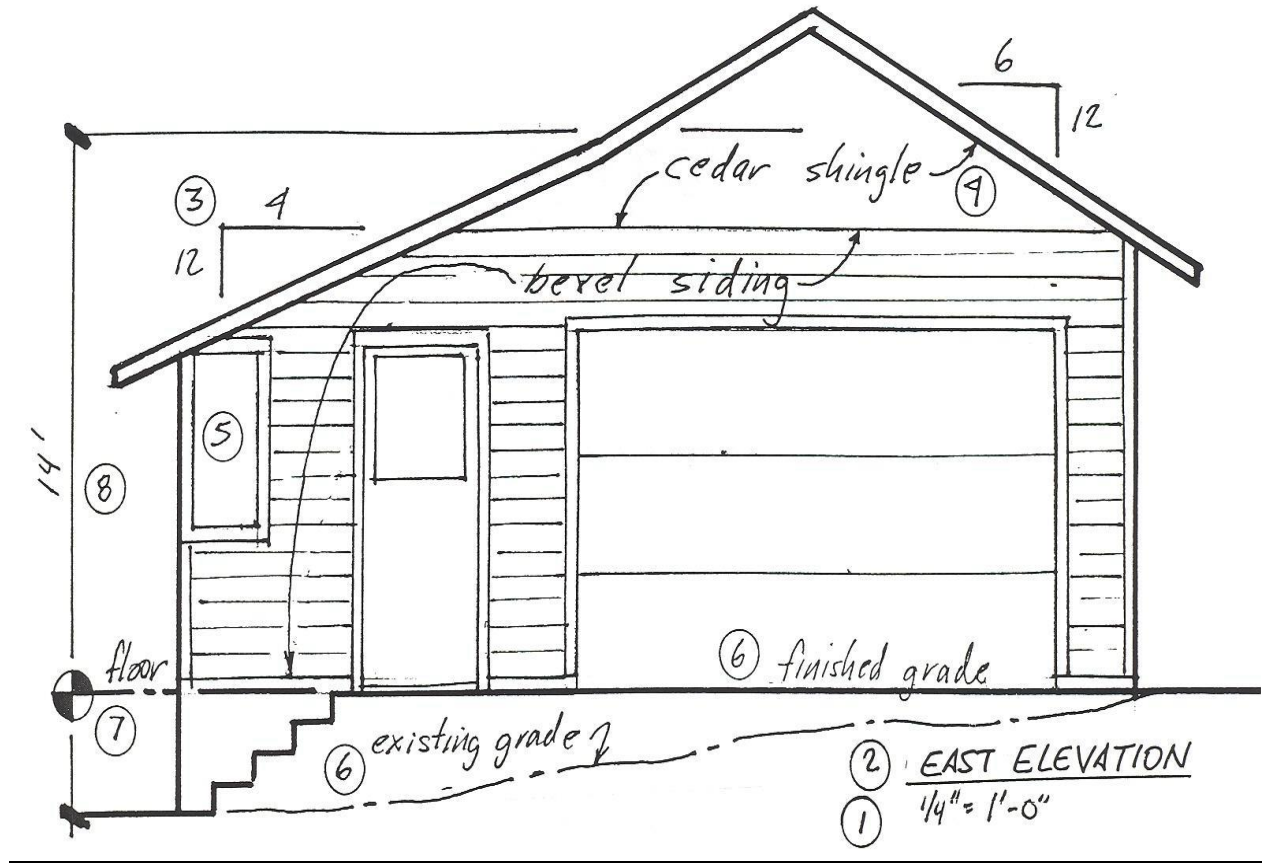 6
12
cedar shingle
4
3
4
12
bevel siding
5
14'
8
floor
7
6 finished grade
6 existing grade
2 EAST ELEVATION
1 1/4" = 1'-0"